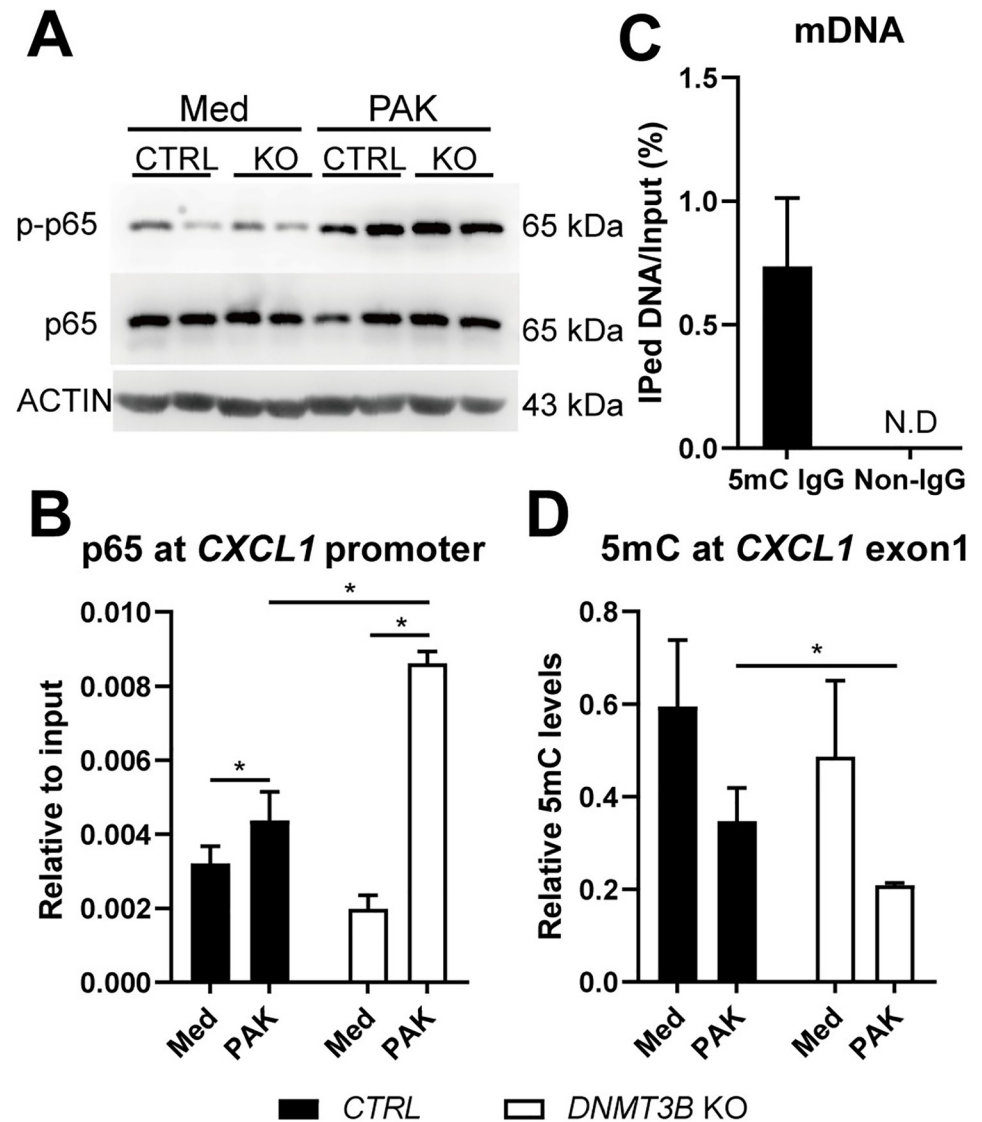 A
Med PAK
CTRL KO CTRL KO
p-p65 65 kDa
p65 65 kDa
ACTIN 43 kDa
C
mDNA
IPed DNA/Input (%)
1.5
1.0
0.5
0.0
N.D
5mC IgG Non-IgG
B
p65 at CXCL1 promoter
Relative to input
0.010
0.008
0.006
0.004
0.002
0.000
* * *
Med PAK Med PAK
D
5mC at CXCL1 exon1
Relative 5mC levels
0.8
0.6
0.4
0.2
0.0
*
Med PAK Med PAK
CTRL DNMT3B KO